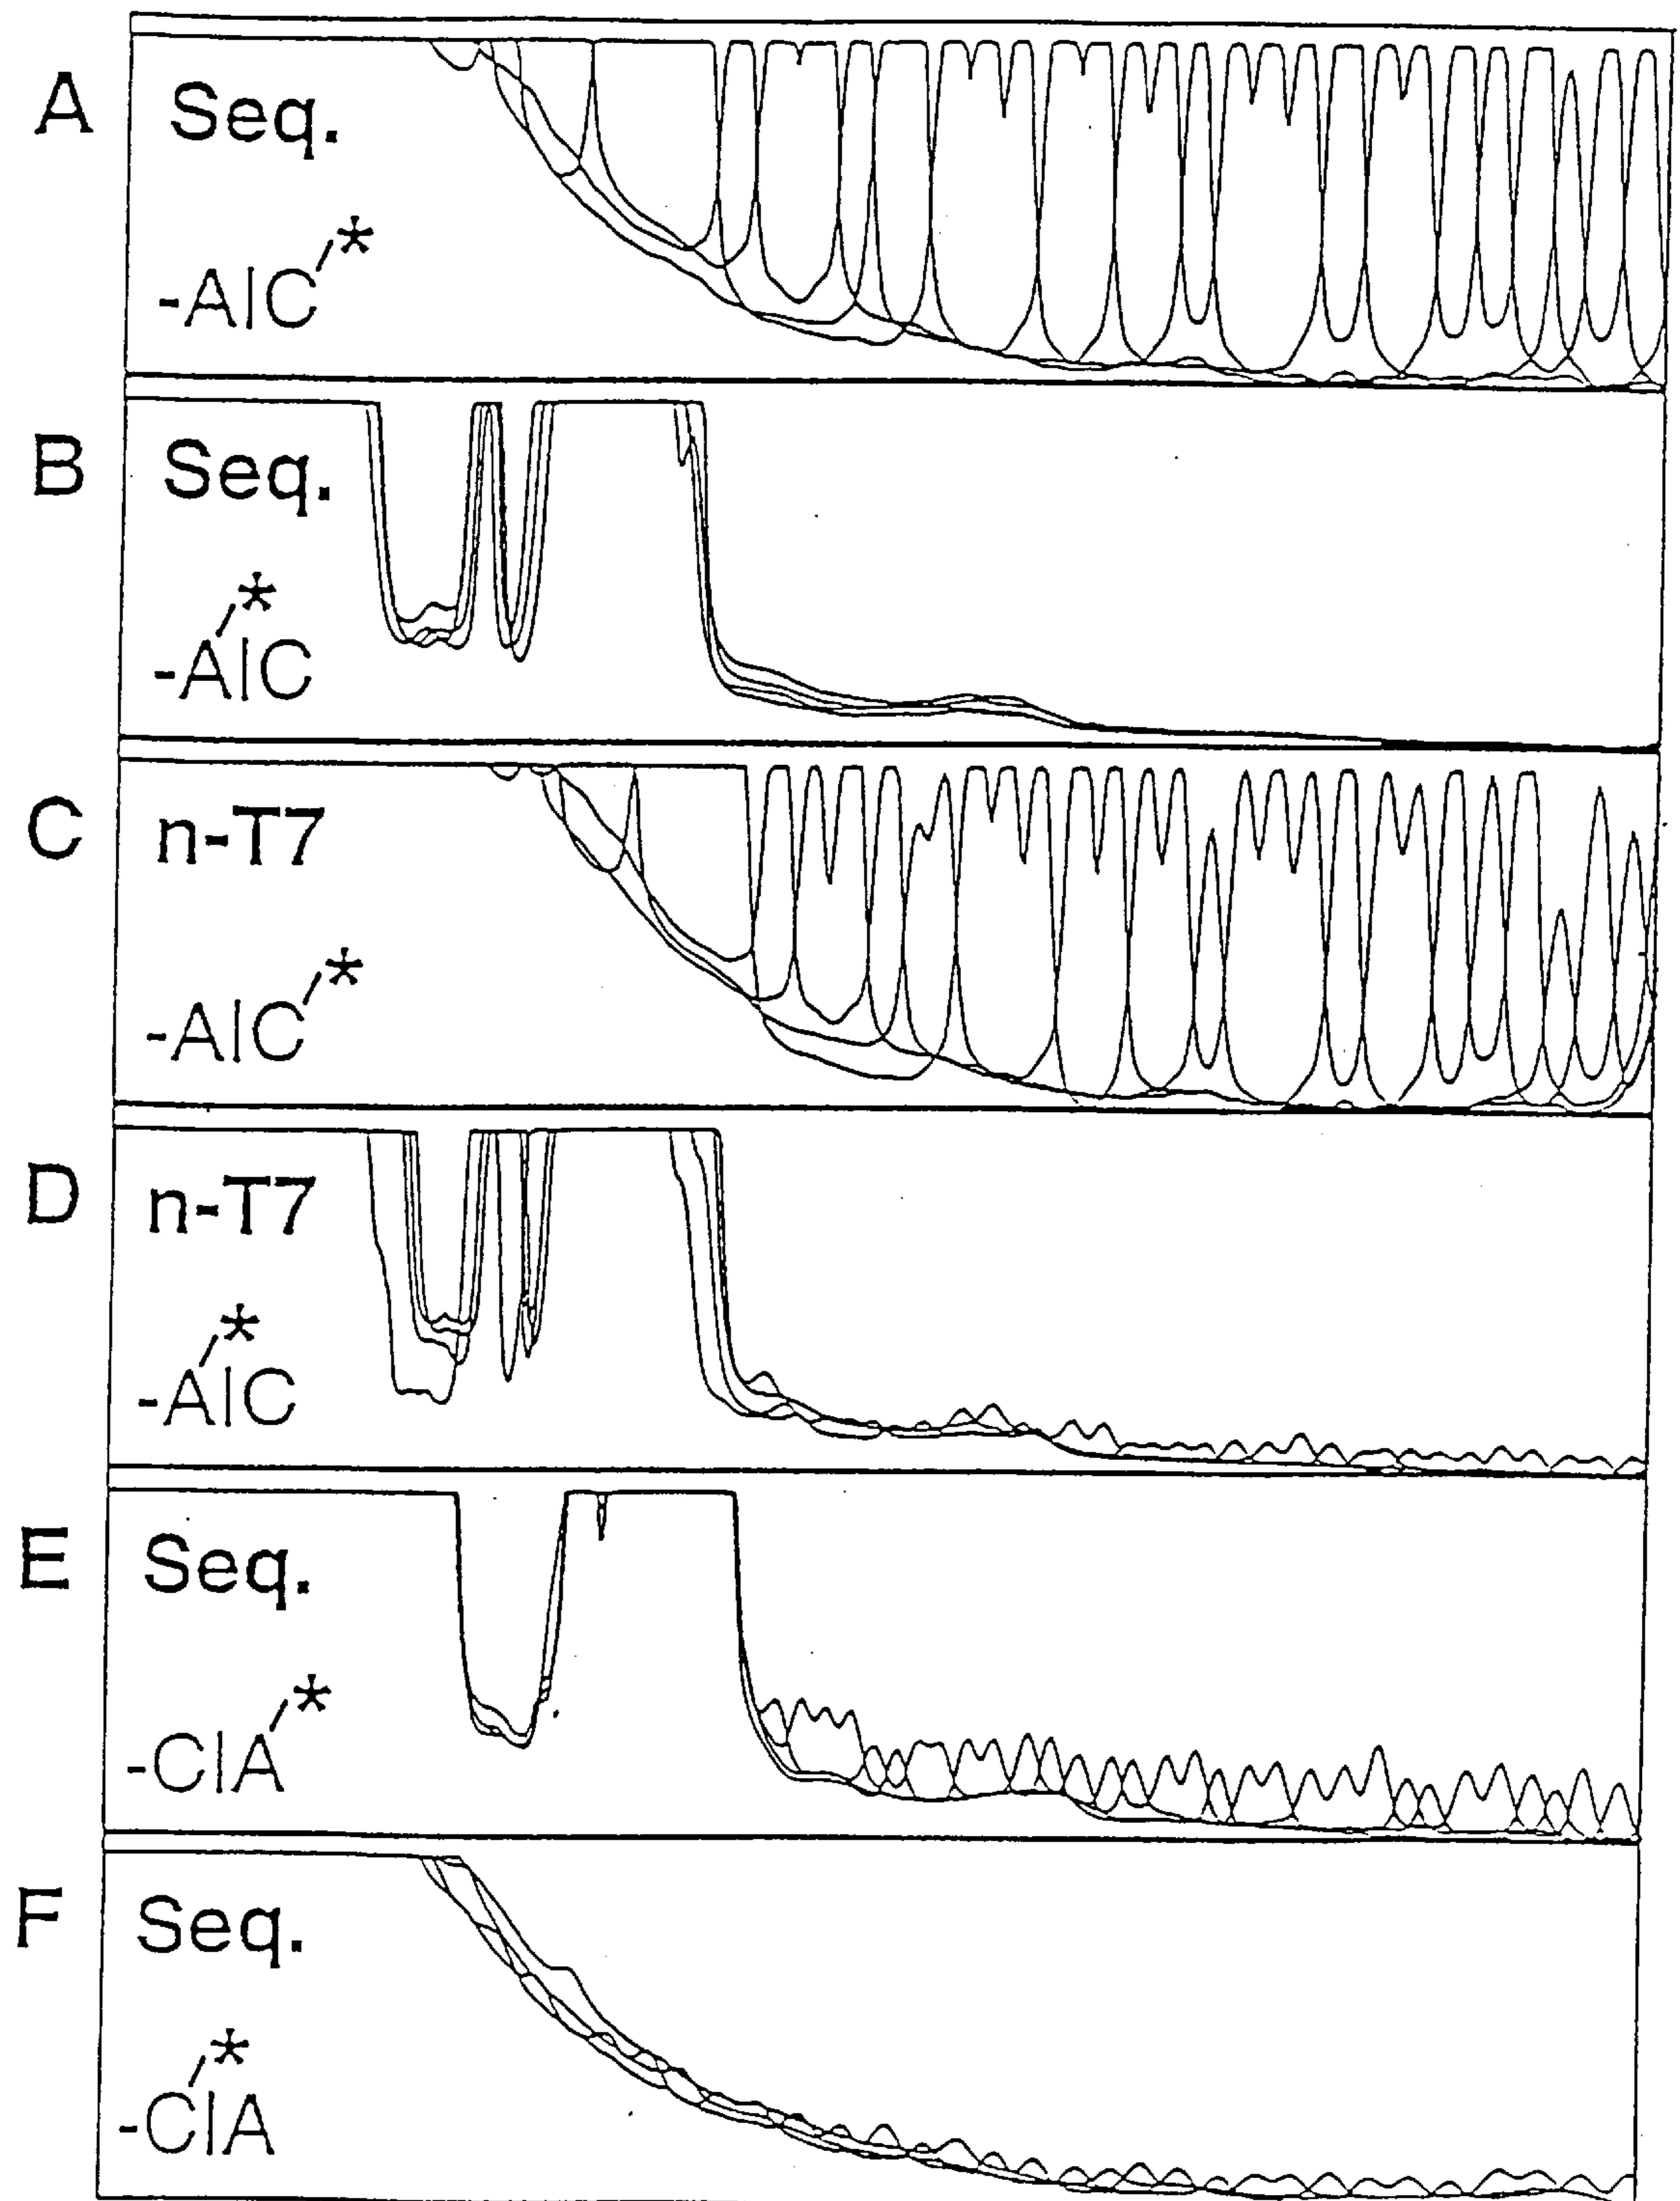 A
Seq.
-A|C/*
B
Seq.
-A/*|C
C
n-T7
-A|C/*
D
n-T7
-A/*|C
E
Seq.
-C|A/*
F
Seq.
-C/*|A